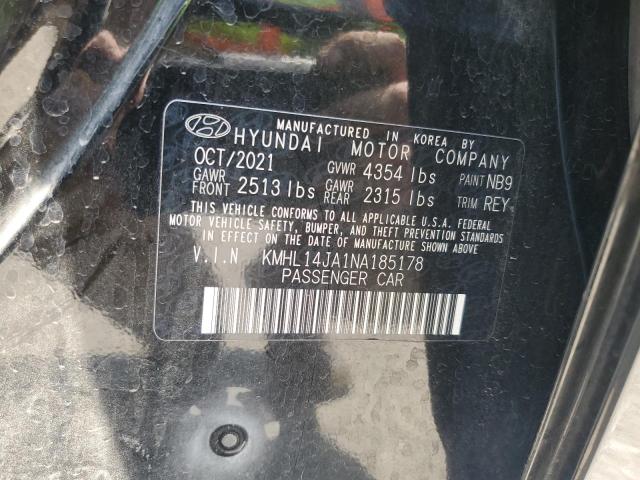 MANUFACTURED IN KOREA BY
HYUNDAI MOTOR COMPANY
OCT/2021 GVWR 4354 lbs PAINT NB9
GAWR FRONT 2513 lbs GAWR REAR 2315 lbs TRIM REY
THIS VEHICLE CONFORMS TO ALL APPLICABLE U.S.A. FEDERAL
MOTOR VEHICLE SAFETY, BUMPER, AND THEFT PREVENTION STANDARDS
IN EFFECT ON THE DATE OF MANUFACTURE SHOWN ABOVE
V.I.N KMHL14JA1NA185178
PASSENGER CAR